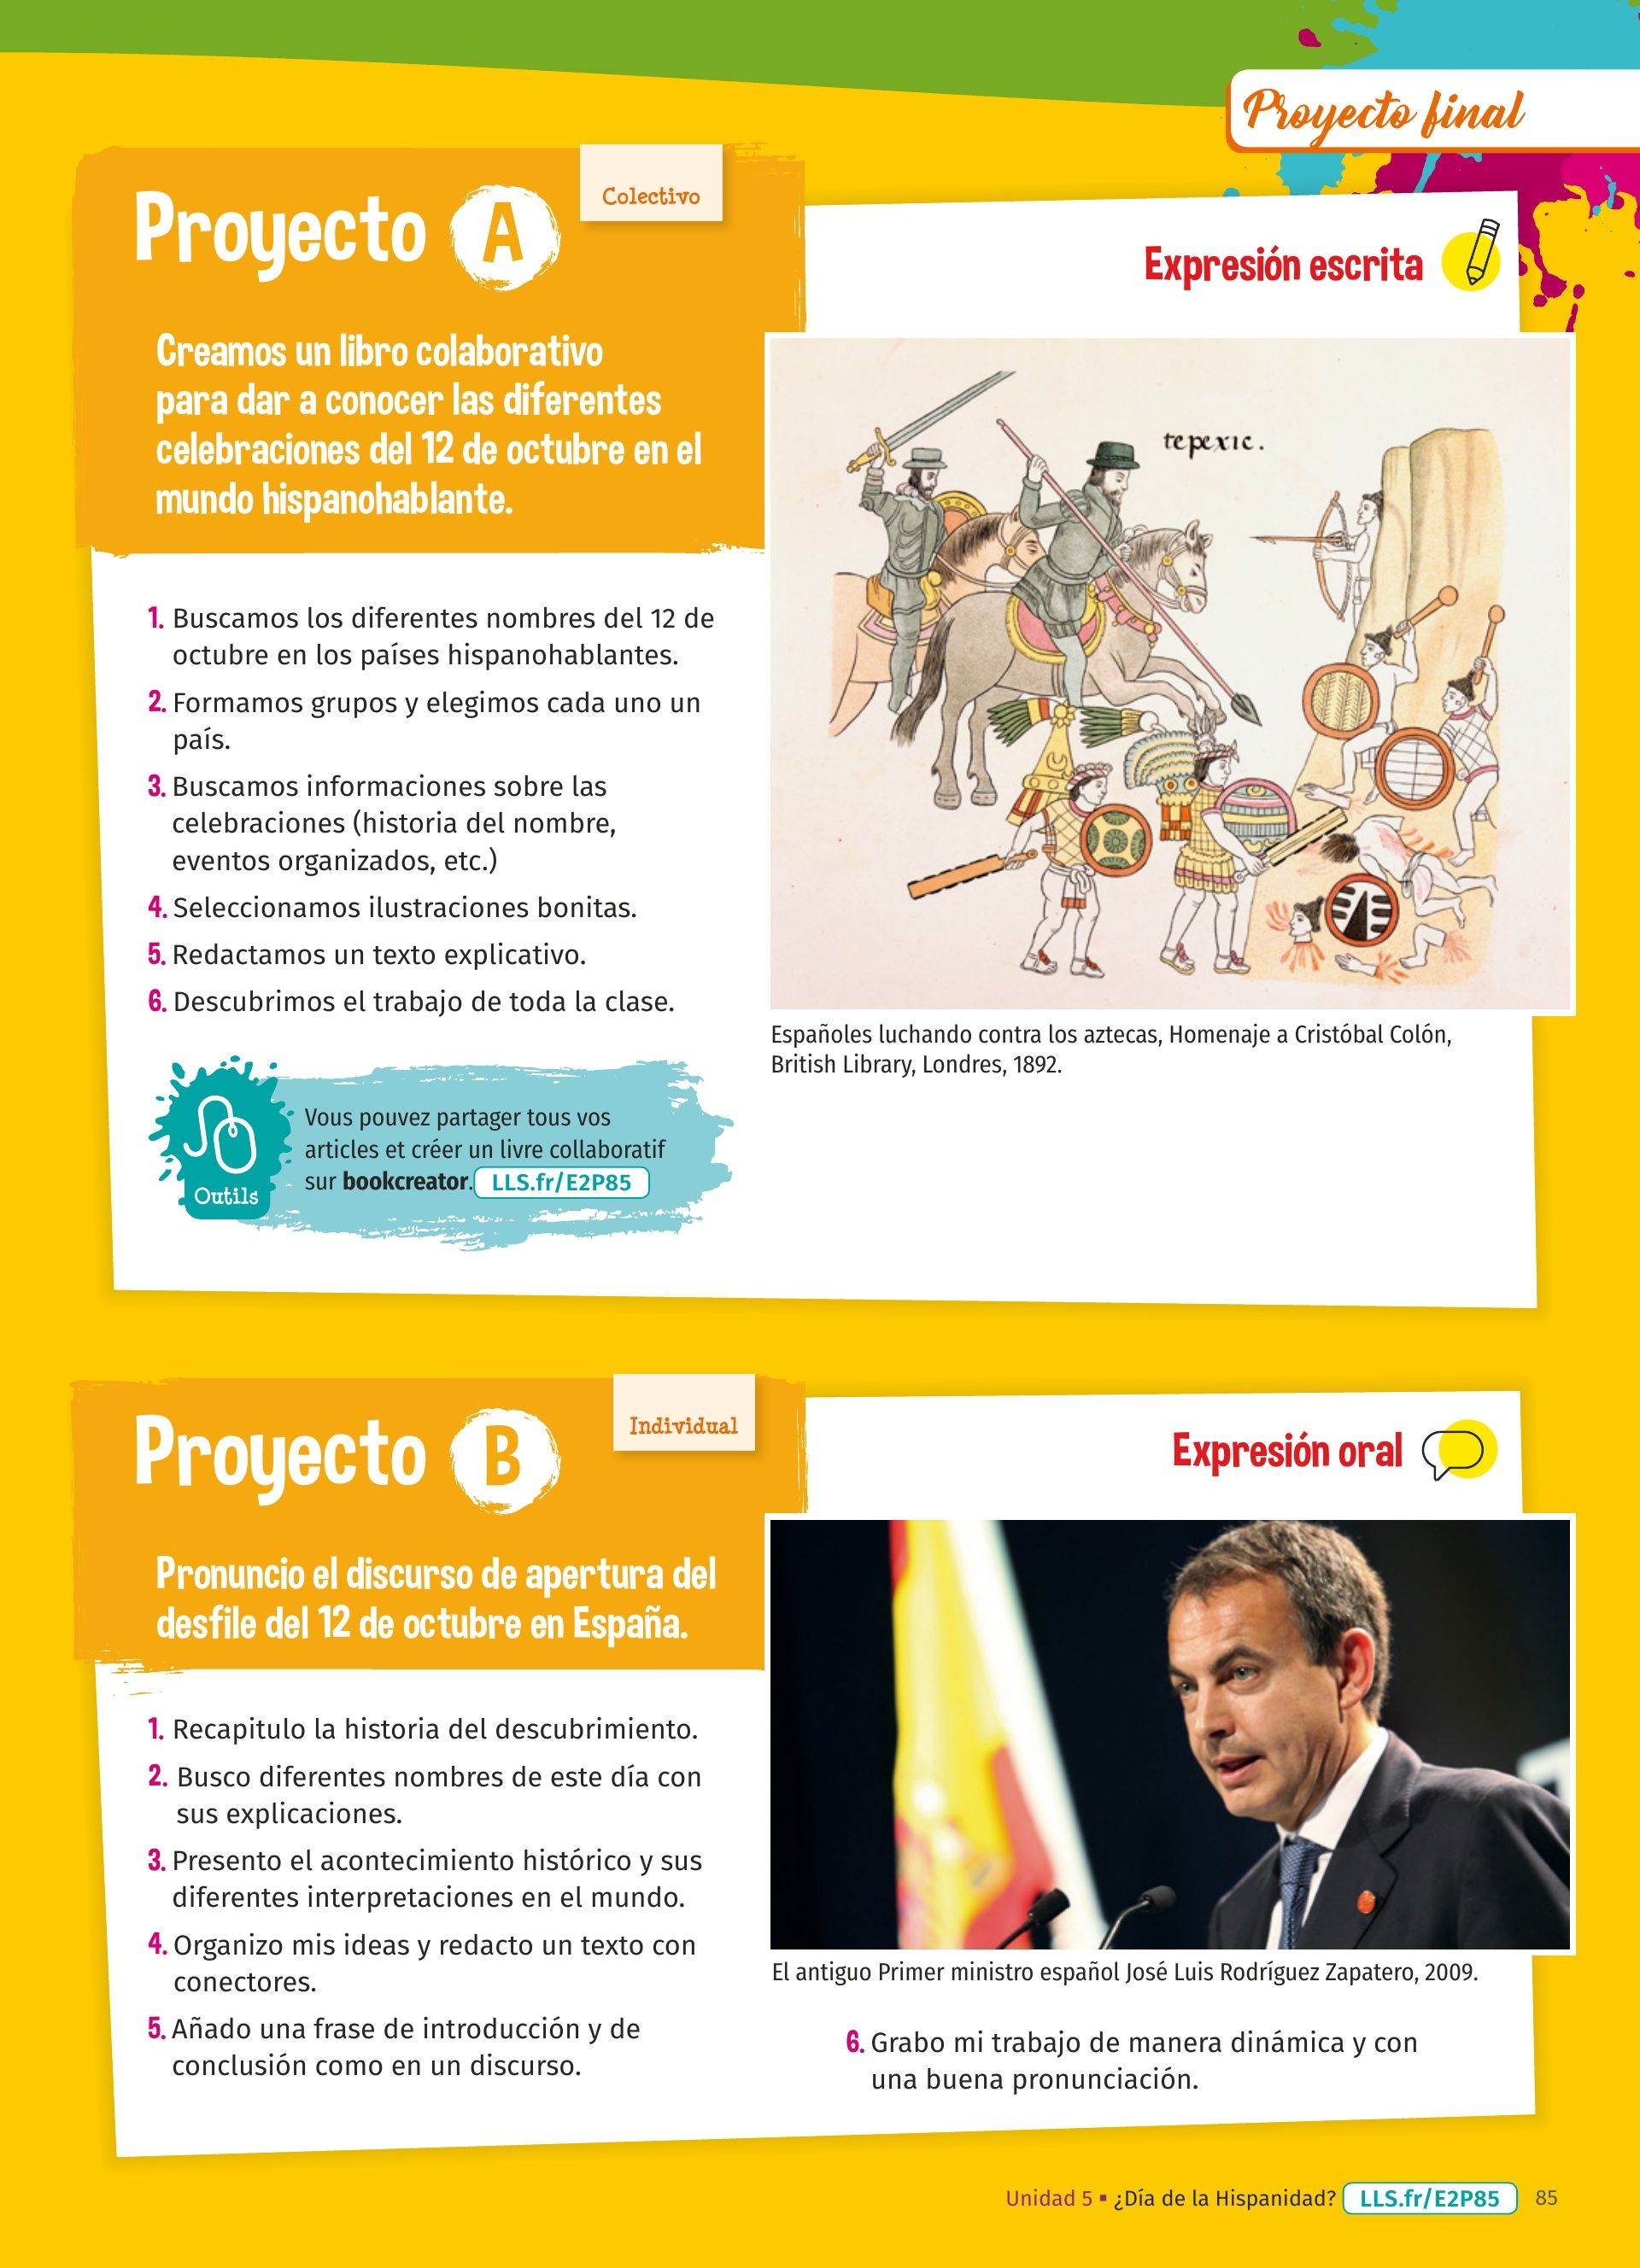 Proyecto final
Proyecto A
Colectivo
Creamos un libro colaborativo
para dar a conocer las diferentes
celebraciones del 12 de octubre en el
mundo hispanohablante.
Expresión escrita
1. Buscamos los diferentes nombres del 12 de
octubre en los países hispanohablantes.
2. Formamos grupos y elegimos cada uno un
país.
3. Buscamos informaciones sobre las
celebraciones (historia del nombre,
eventos organizados, etc.)
4. Seleccionamos ilustraciones bonitas.
5. Redactamos un texto explicativo.
6. Descubrimos el trabajo de toda la clase.
Outils
Vous pouvez partager tous vos
articles et créer un livre collaboratif
sur bookcreator. LLS.fr/E2P85
tepexic.
Españoles luchando contra los aztecas, Homenaje a Cristóbal Colón,
British Library, Londres, 1892.
Proyecto B
Individual
Pronuncio el discurso de apertura del
desfile del 12 de octubre en España.
Expresión oral
1. Recapitulo la historia del descubrimiento.
2. Busco diferentes nombres de este día con
sus explicaciones.
3. Presento el acontecimiento histórico y sus
diferentes interpretaciones en el mundo.
4. Organizo mis ideas y redacto un texto con
conectores.
5. Añado una frase de introducción y de
conclusión como en un discurso.
El antiguo Primer ministro español José Luis Rodríguez Zapatero, 2009.
6. Grabo mi trabajo de manera dinámica y con
una buena pronunciación.
Unidad 5 ▪ ¿Día de la Hispanidad? LLS.fr/E2P85 85